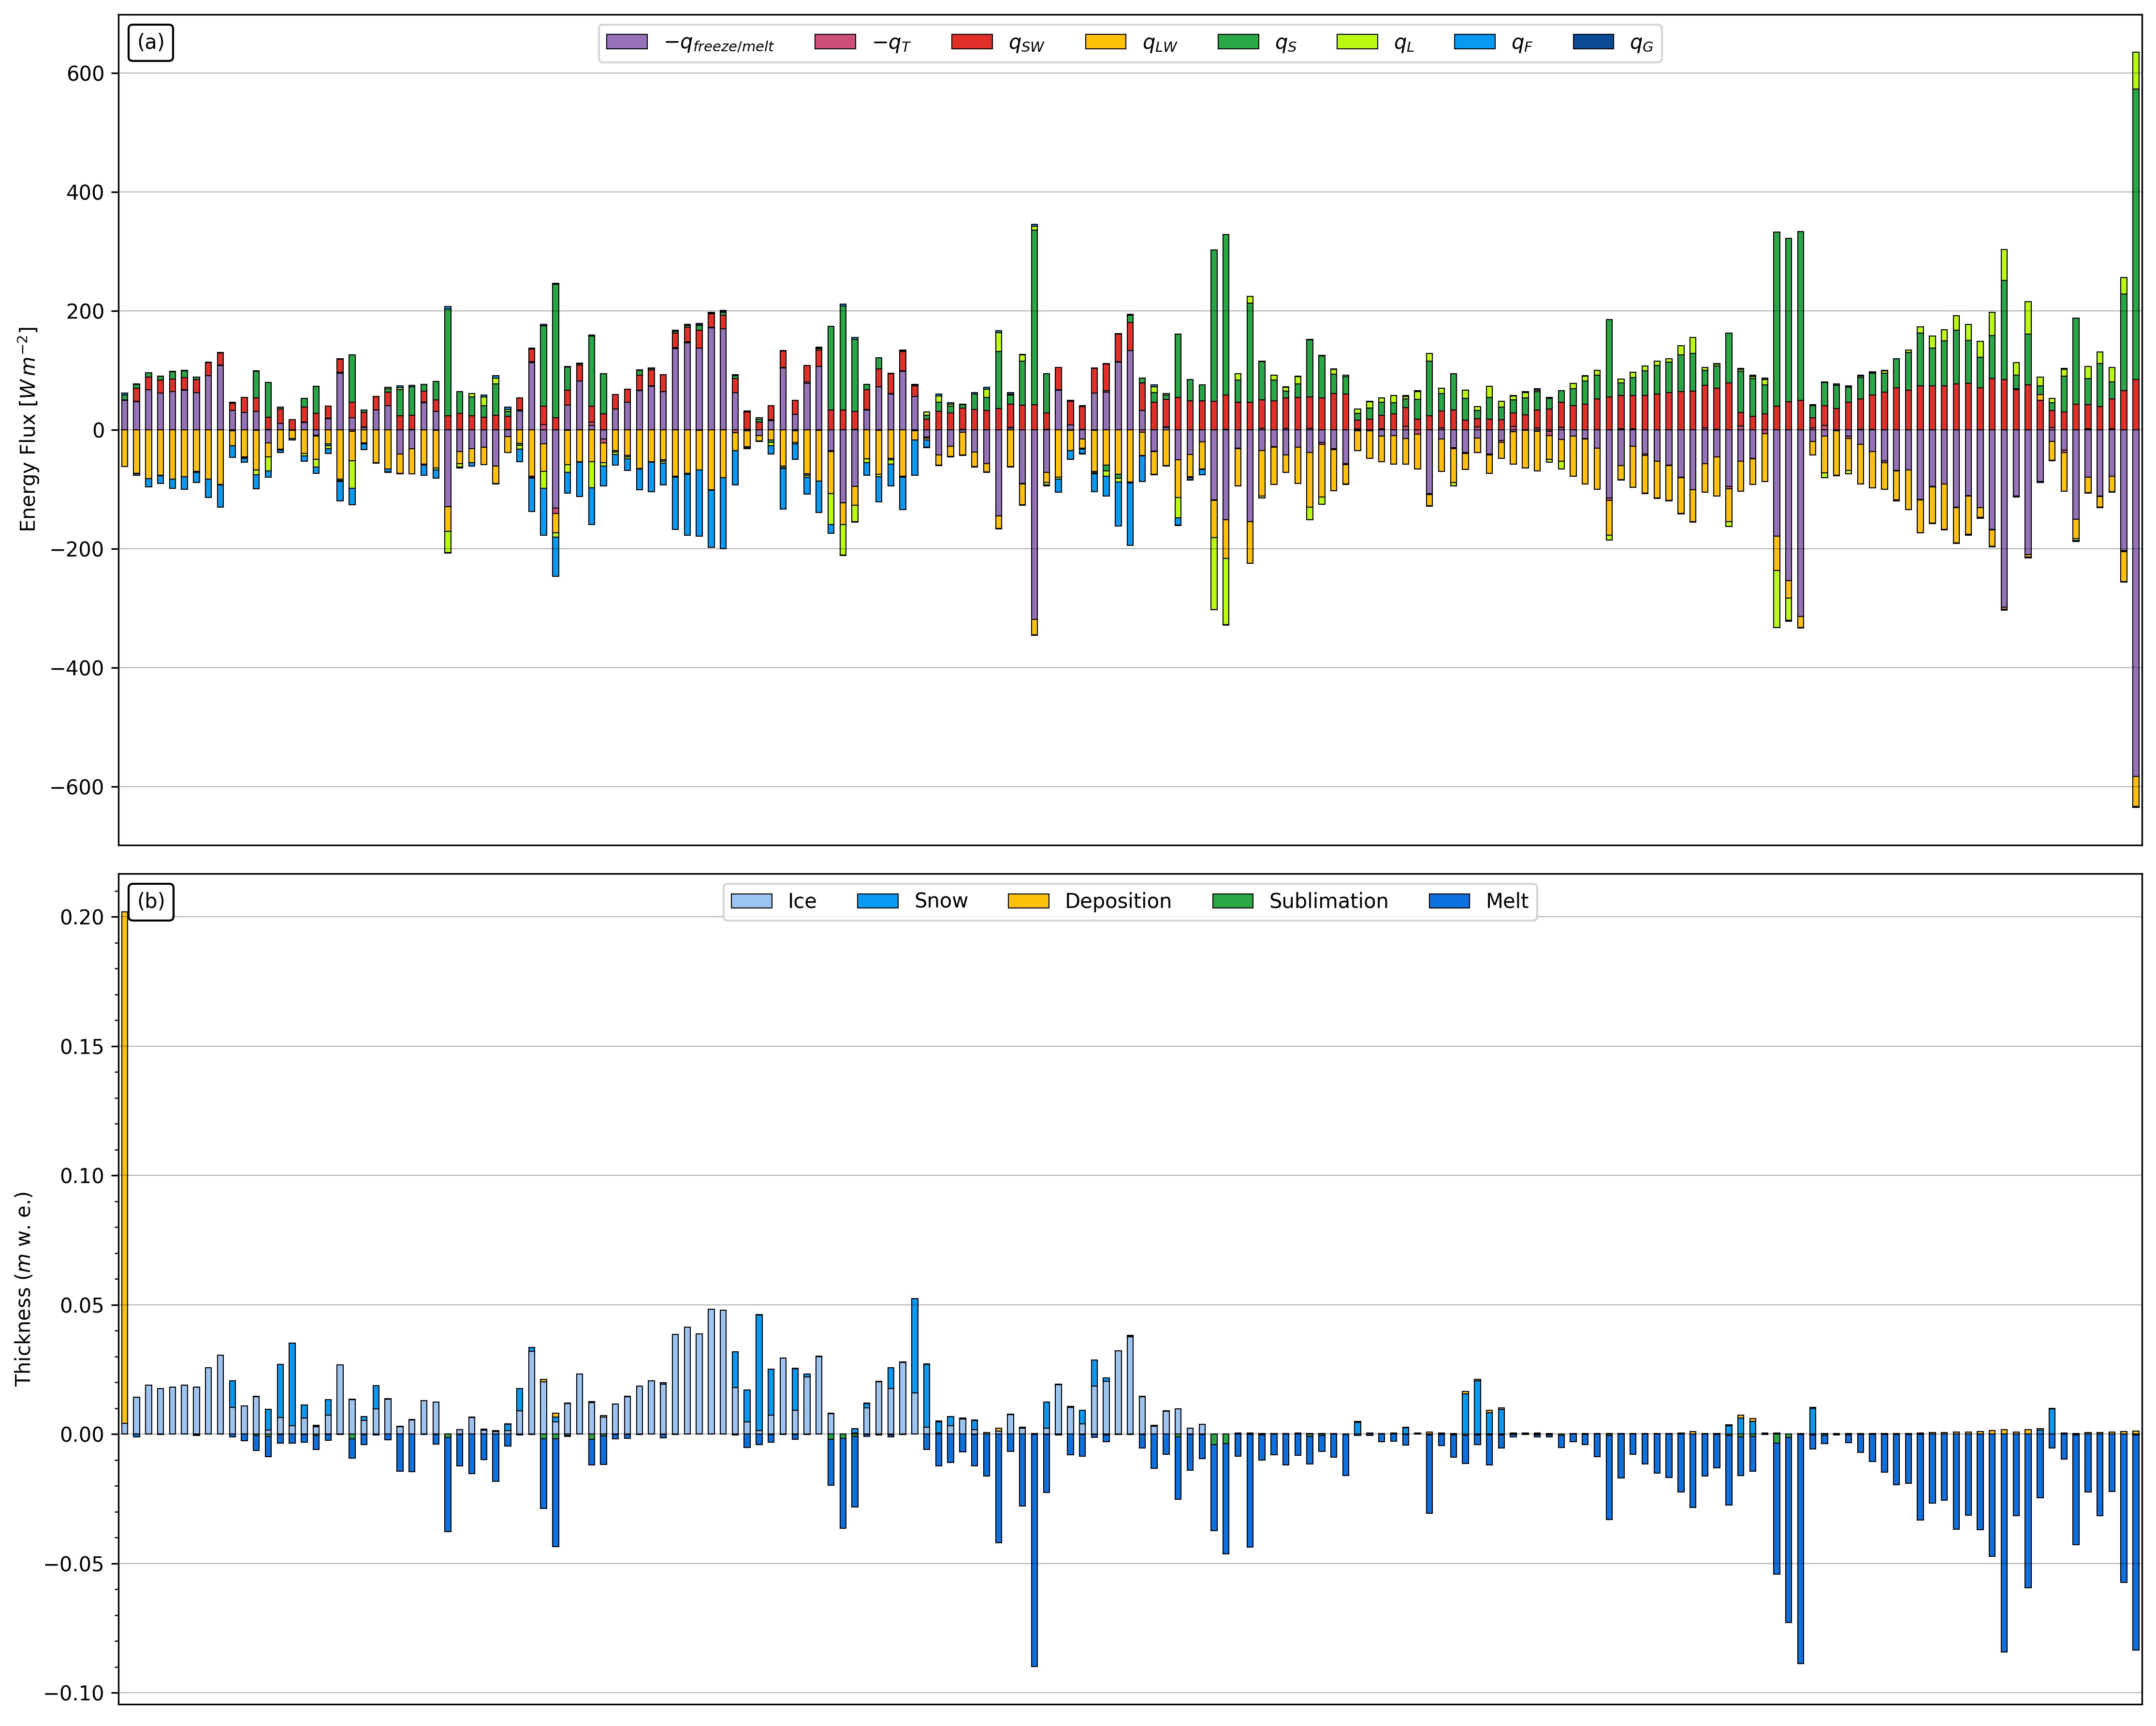 (a)
−q_freeze/melt −q_T q_SW q_LW q_S q_L q_F q_G
600
400
200
0
−200
−400
−600
Energy Flux [W m^−2]
(b)
Ice Snow Deposition Sublimation Melt
0.20
0.15
0.10
0.05
0.00
−0.05
−0.10
Thickness (m w. e.)